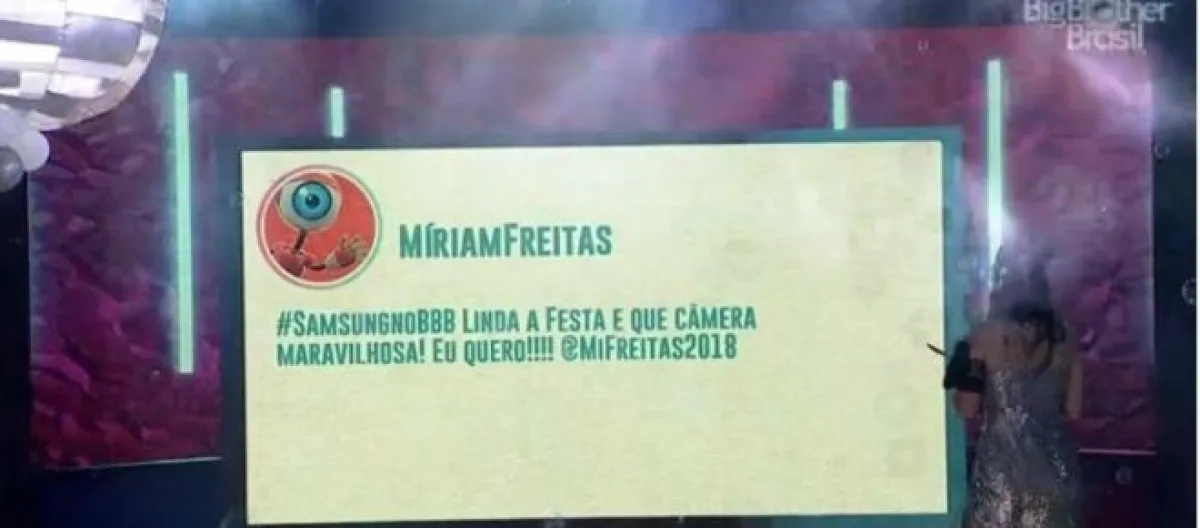 Big Brother
Brasil
MÍRIAMFREITAS
#SAMSUNGNOBBB LINDA A FESTA E QUE CÂMERA
MARAVILHOSA! EU QUERO!!!! @MIFREITAS2018